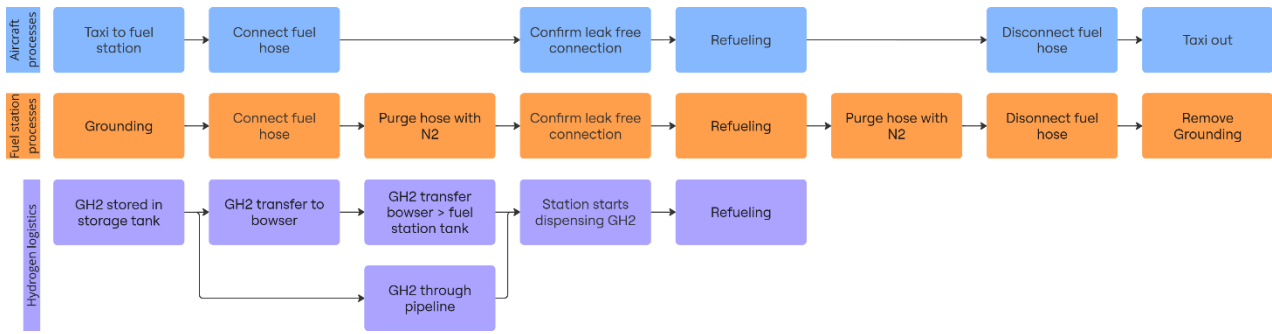 Aircraft
processes
Taxi to fuel
station
Connect fuel
hose
Confirm leak free
connection
Refueling
Disconnect fuel
hose
Taxi out
Fuel station
processes
Grounding
Connect fuel
hose
Purge hose with
N2
Confirm leak free
connection
Refueling
Purge hose with
N2
Disonnect fuel
hose
Remove
Grounding
Hydrogen logistics
GH2 stored in
storage tank
GH2 transfer to
bowser
GH2 transfer
bowser > fuel
station tank
Station starts
dispensing GH2
Refueling
GH2 through
pipeline